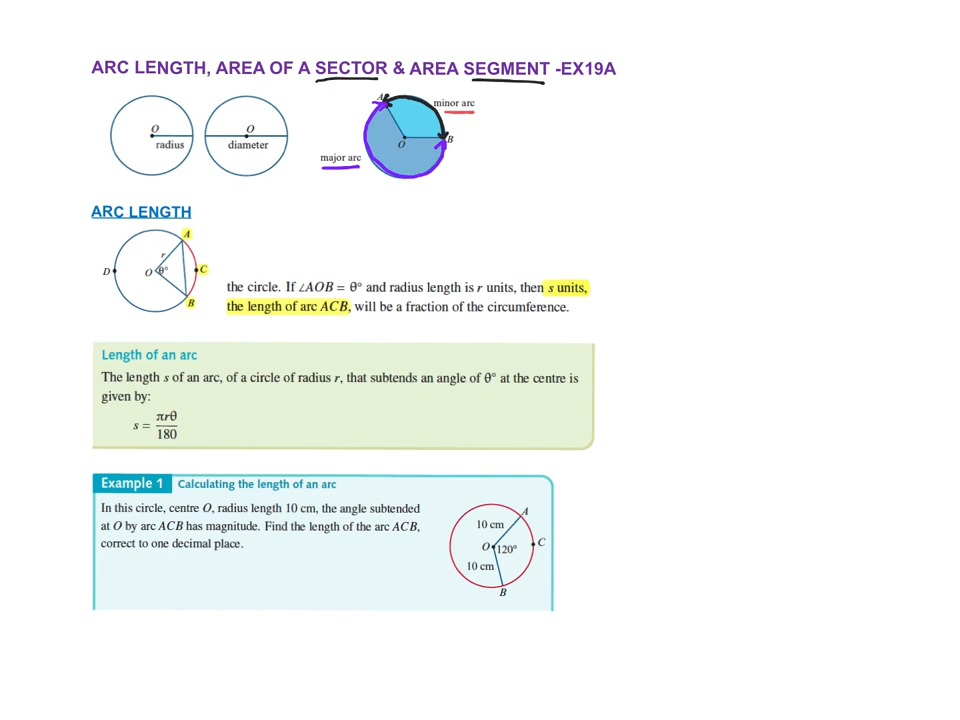 ARC LENGTH, AREA OF A SECTOR & AREA SEGMENT -EX19A
O
radius
O
diameter
A
minor arc
B
O
major arc
ARC LENGTH
A
r
D
O
θ°
C
B
the circle. If ∠AOB = θ° and radius length is r units, then s units,
the length of arc ACB, will be a fraction of the circumference.
Length of an arc
The length s of an arc, of a circle of radius r, that subtends an angle of θ° at the centre is
given by:
s = πrθ/180
Example 1 Calculating the length of an arc
In this circle, centre O, radius length 10 cm, the angle subtended
at O by arc ACB has magnitude. Find the length of the arc ACB,
correct to one decimal place.
A
10 cm
O
120°
C
10 cm
B